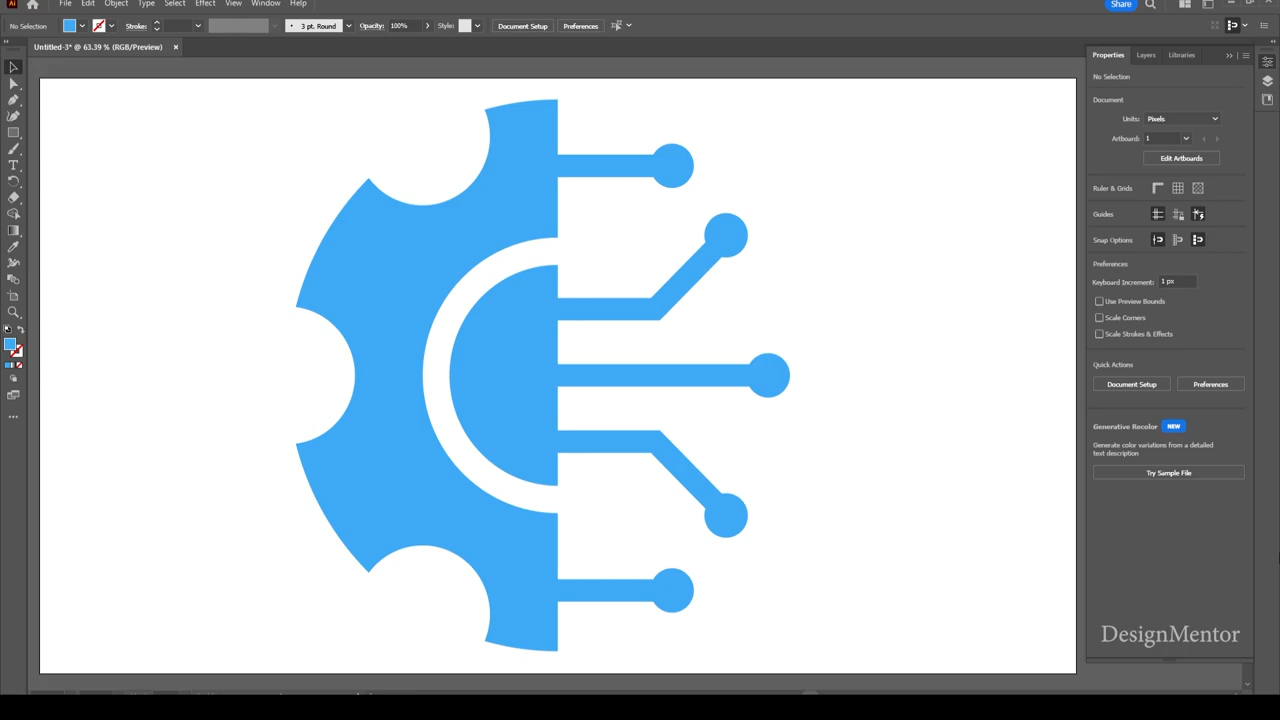 Ai File Edit Object Type Select Effect View Window Help Share
No Selection Stroke: 3 pt. Round Opacity: 100% Style: Document Setup Preferences
Untitled-3* @ 63.39 % (RGB/Preview) ×
Properties Layers Libraries
No Selection
Document
Units: Pixels
Artboard: 1
Edit Artboards
Ruler & Grids
Guides
Snap Options
Preferences
Keyboard Increment: 1 px
Use Preview Bounds
Scale Corners
Scale Strokes & Effects
Quick Actions
Document Setup Preferences
Generative Recolor NEW
Generate color variations from a detailed
text description
Try Sample File
DesignMentor